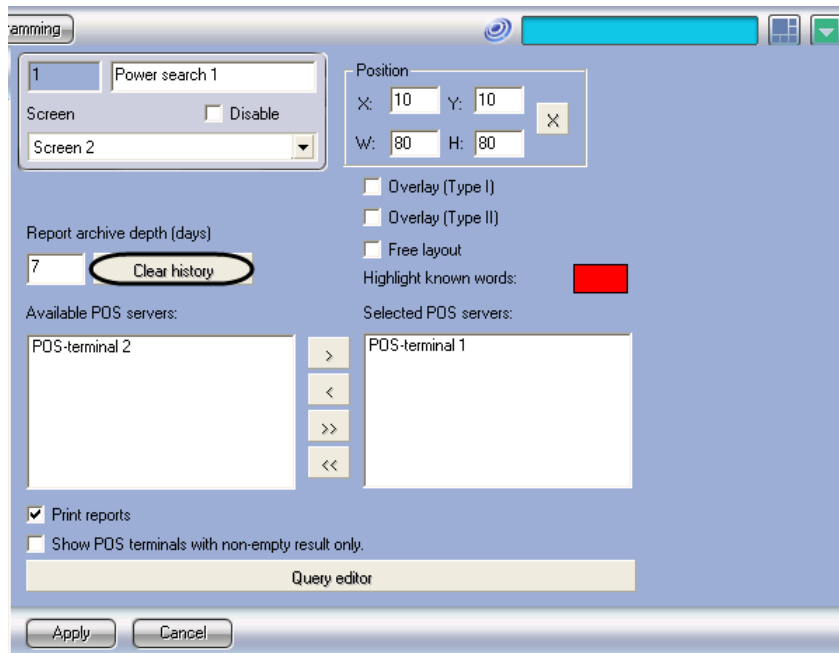 ramming
1 Power search 1
Screen Disable
Screen 2
Position
X: 10 Y: 10
X
W: 80 H: 80
Overlay (Type I)
Overlay (Type II)
Free layout
Highlight known words:
Report archive depth (days)
7 Clear history
Available POS servers:
POS-terminal 2
>
<
>>
<<
Selected POS servers:
POS-terminal 1
Print reports
Show POS terminals with non-empty result only.
Query editor
Apply Cancel